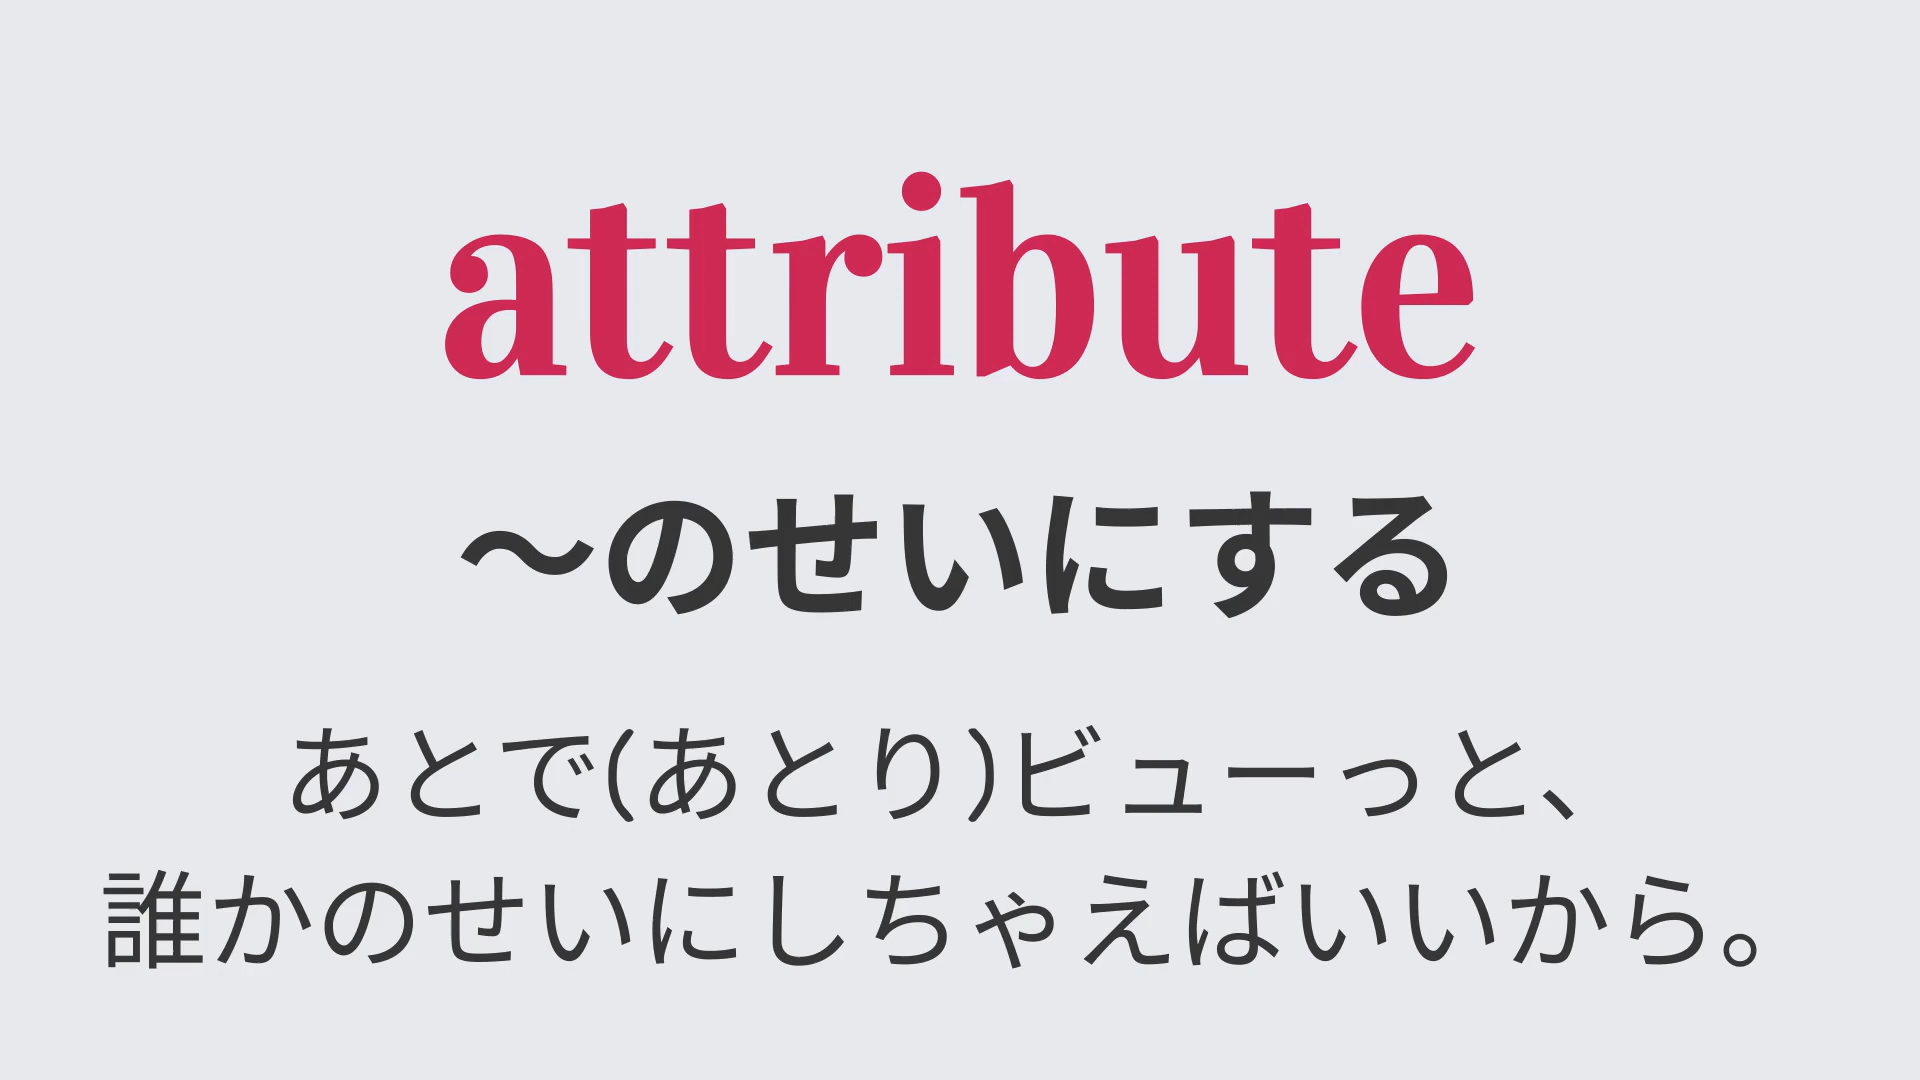 attribute
〜のせいにする
あとで(あとり)ビューっと、
誰かのせいにしちゃえばいいから。